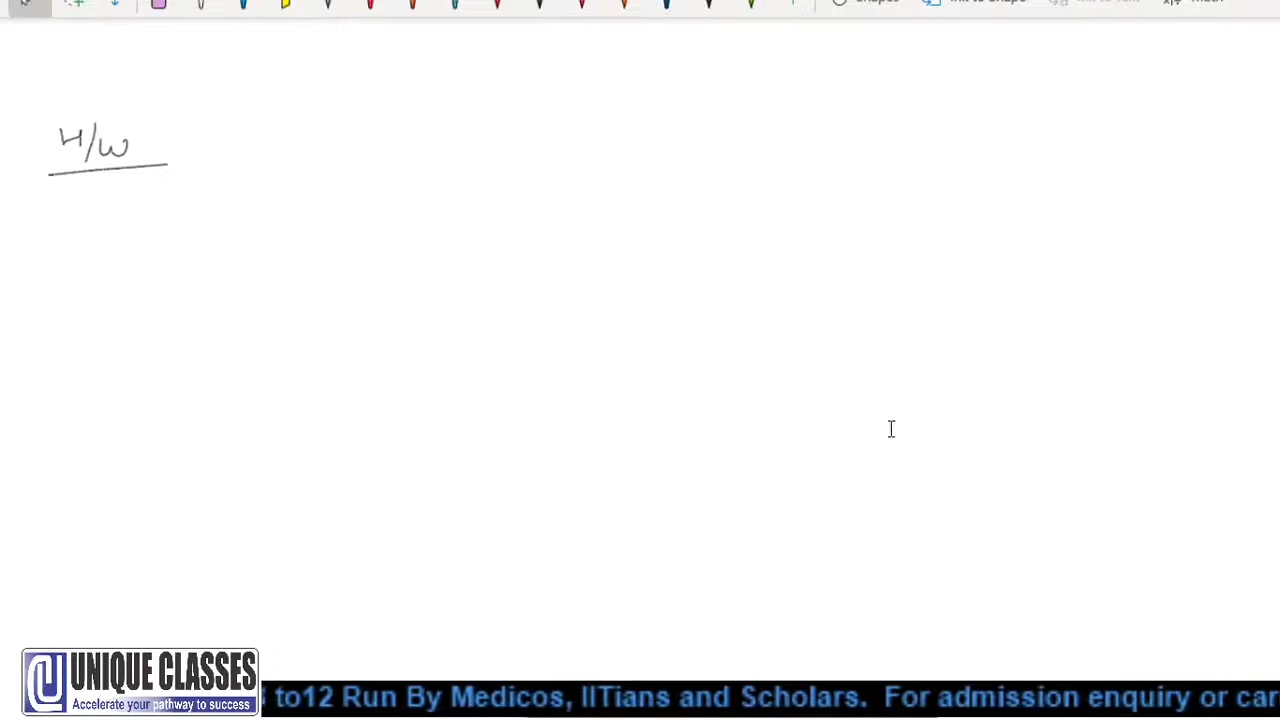 H/W
UNIQUE CLASSES
Accelerate your pathway to success
to12 Run By Medicos, IITians and Scholars. For admission enquiry or car